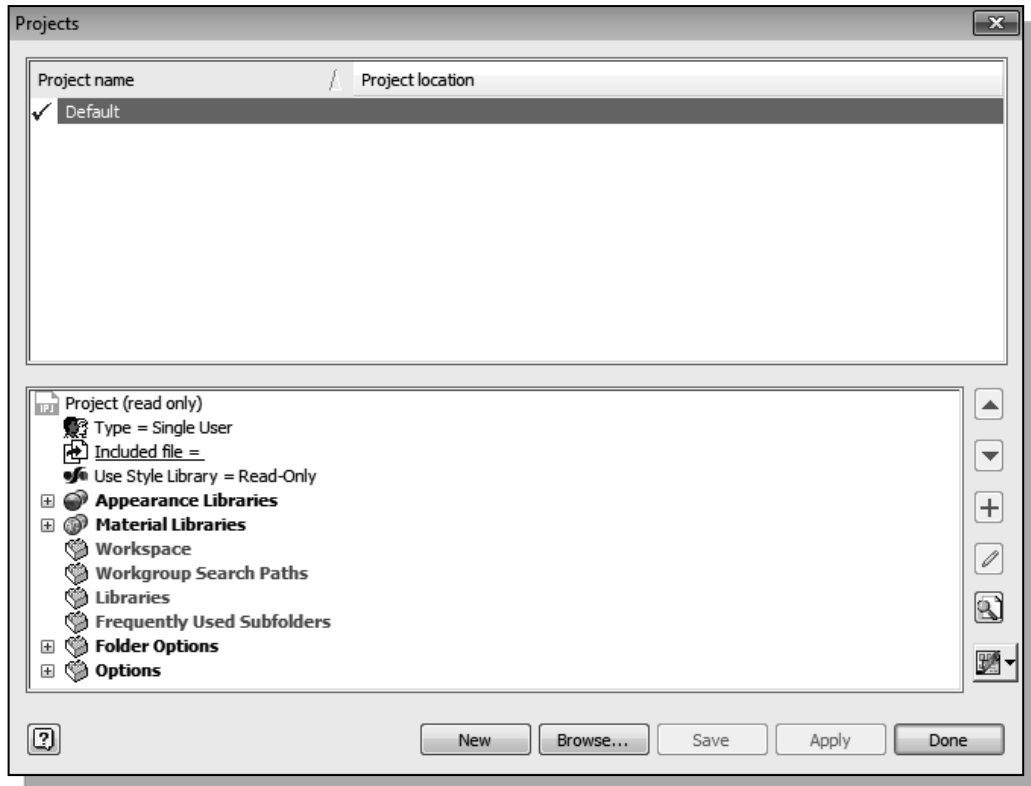 Projects
Project name Project location
Default
IPJ
Project (read only)
Type = Single User
Included file =
Use Style Library = Read-Only
Appearance Libraries
Material Libraries
Workspace
Workgroup Search Paths
Libraries
Frequently Used Subfolders
Folder Options
Options
New Browse... Save Apply Done